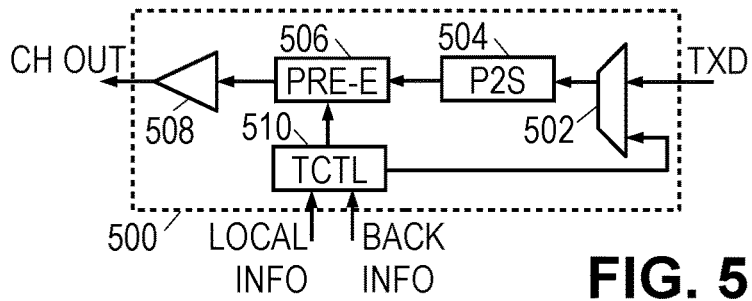 506
504
CH OUT
PRE-E
P2S
TXD
508
510
502
TCTL
500
LOCAL INFO
BACK INFO
FIG. 5